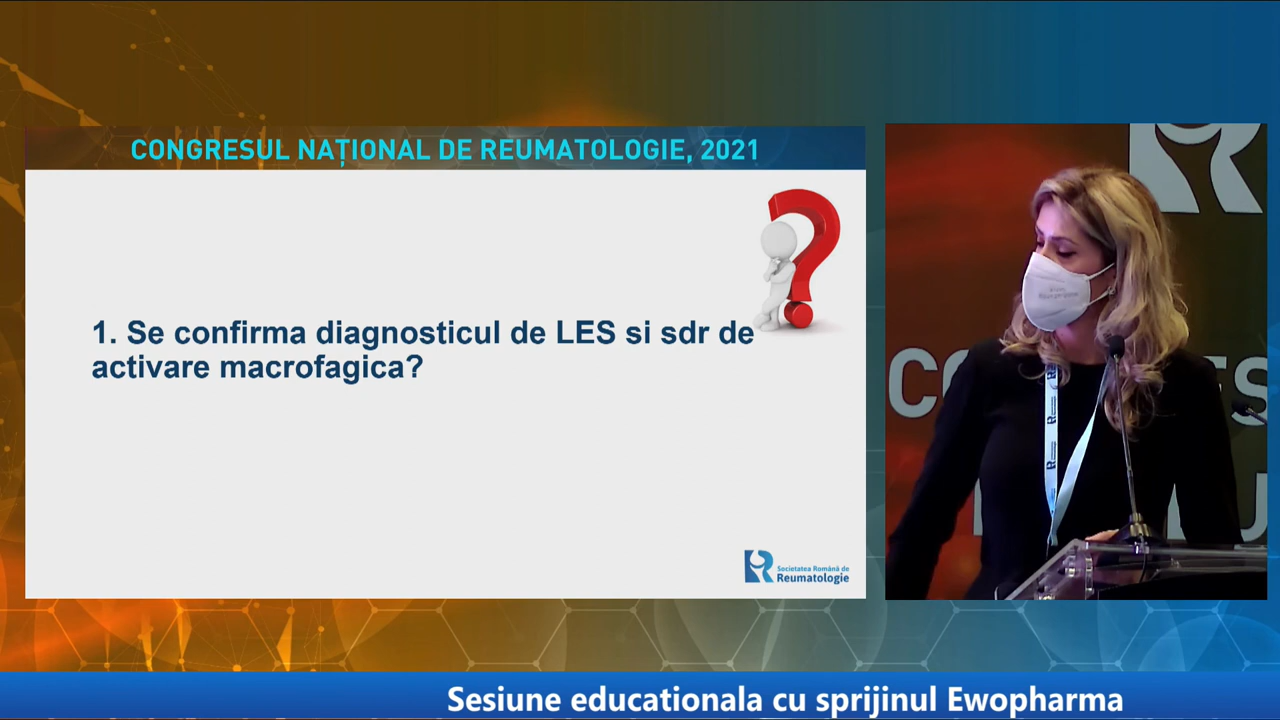 CONGRESUL NAȚIONAL DE REUMATOLOGIE, 2021
1. Se confirma diagnosticul de LES si sdr de
activare macrofagica?
Societatea Română de
Reumatologie
Sesiune educationala cu sprijinul Ewopharma